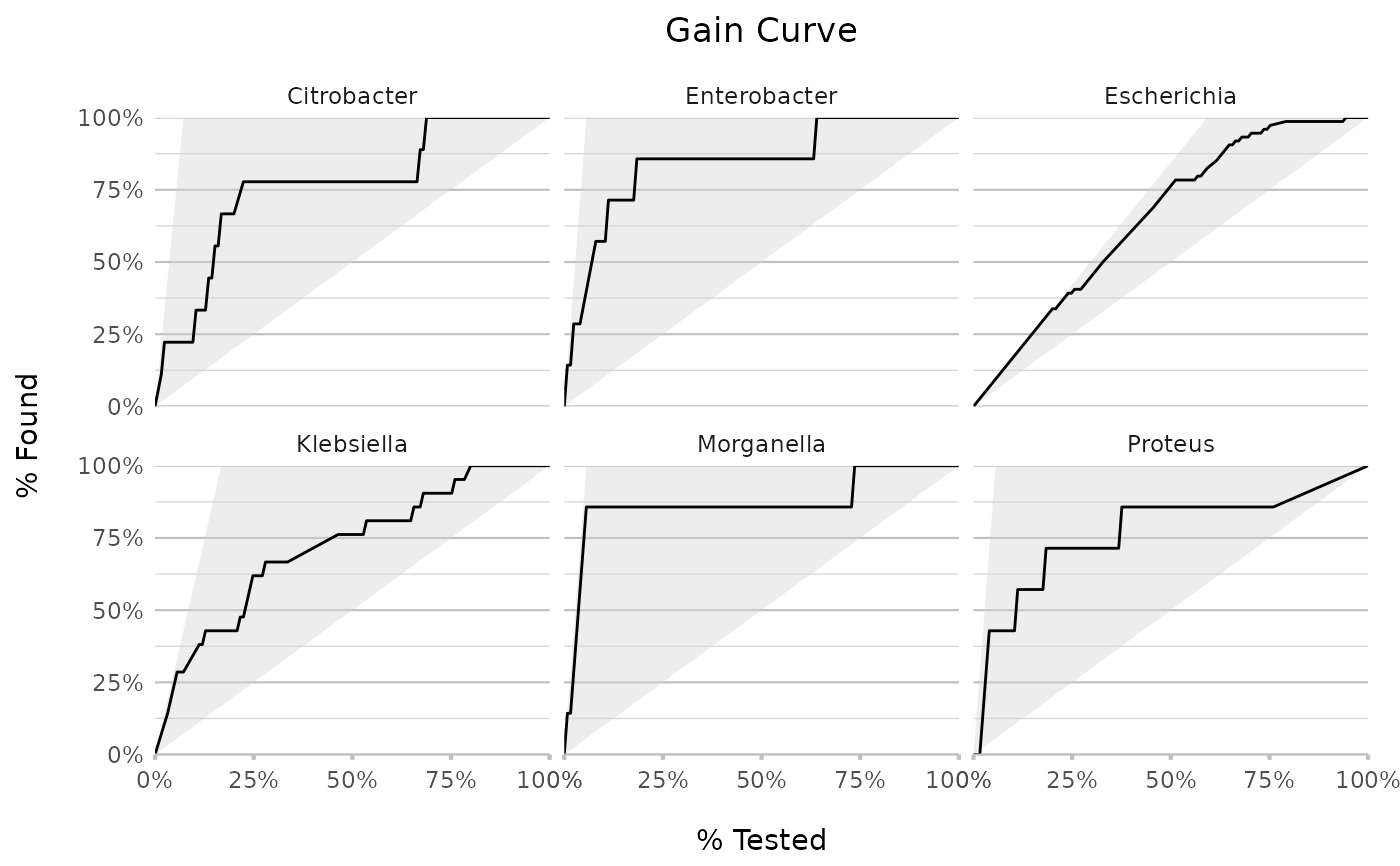 Gain Curve
Citrobacter Enterobacter Escherichia
100%
75%
50%
25%
0%
% Found
Klebsiella Morganella Proteus
100%
75%
50%
25%
0%
0% 25% 50% 75% 100% 0% 25% 50% 75% 100% 0% 25% 50% 75% 100%
% Tested